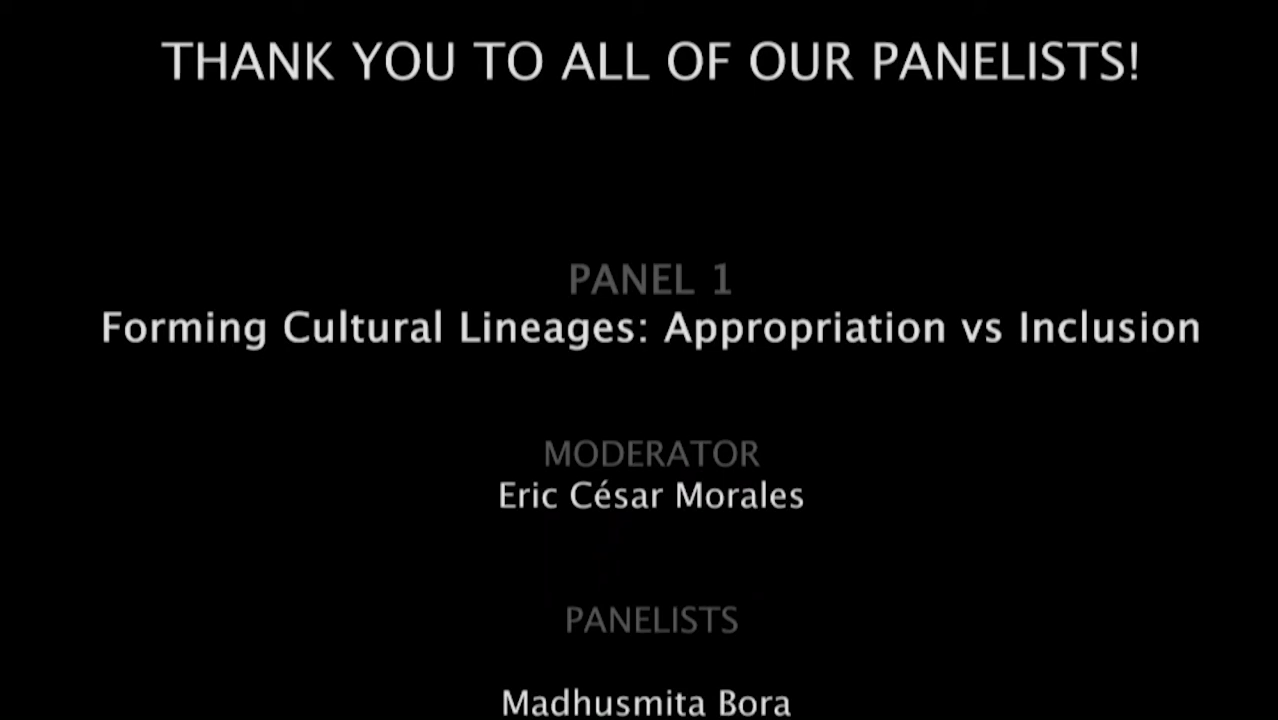 THANK YOU TO ALL OF OUR PANELISTS!
PANEL 1
Forming Cultural Lineages: Appropriation vs Inclusion
MODERATOR
Eric César Morales
PANELISTS
Madhusmita Bora